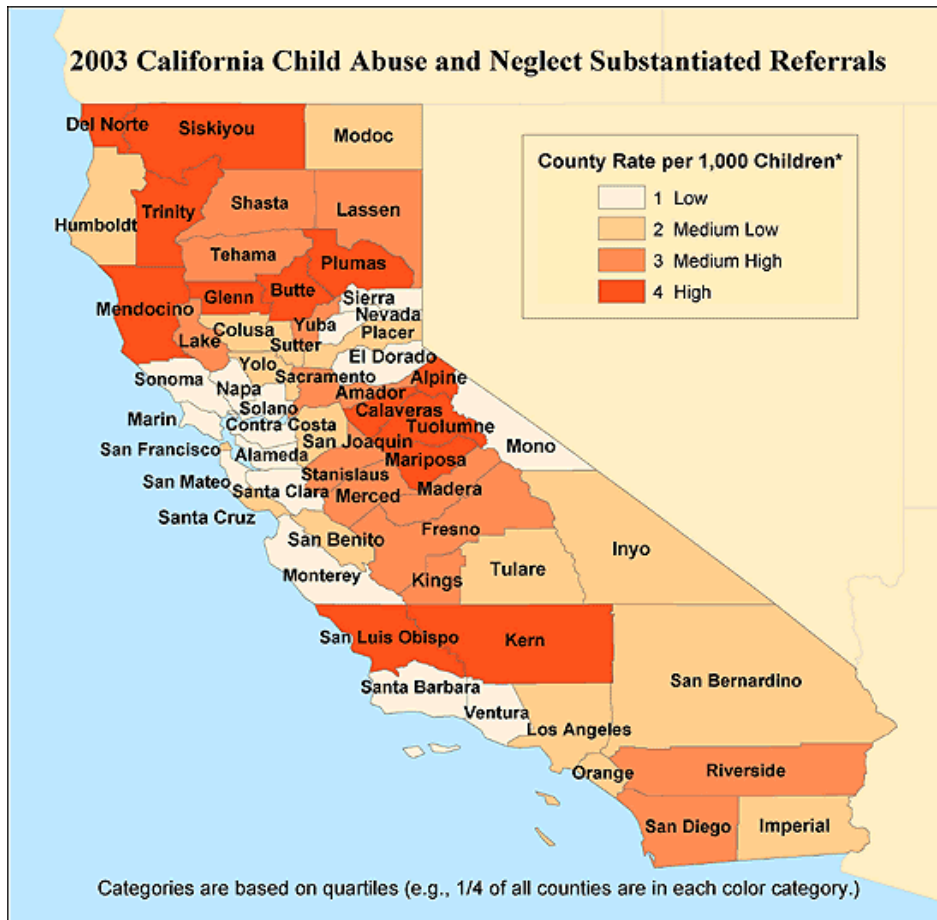 2003 California Child Abuse and Neglect Substantiated Referrals
Del Norte
Siskiyou
Modoc
County Rate per 1,000 Children*
1 Low
2 Medium Low
3 Medium High
4 High
Humboldt
Trinity
Shasta
Lassen
Tehama
Plumas
Mendocino
Glenn
Butte
Sierra
Nevada
Lake
Colusa
Yuba
Placer
Sutter
El Dorado
Yolo
Sonoma
Napa
Sacramento
Alpine
Amador
Solano
Calaveras
Marin
Contra Costa
Tuolumne
San Francisco
Alameda
San Joaquin
Mono
Mariposa
San Mateo
Santa Clara
Stanislaus
Merced
Madera
Santa Cruz
Fresno
San Benito
Inyo
Monterey
Kings
Tulare
San Luis Obispo
Kern
Santa Barbara
San Bernardino
Ventura
Los Angeles
Orange
Riverside
San Diego
Imperial
Categories are based on quartiles (e.g., 1/4 of all counties are in each color category.)